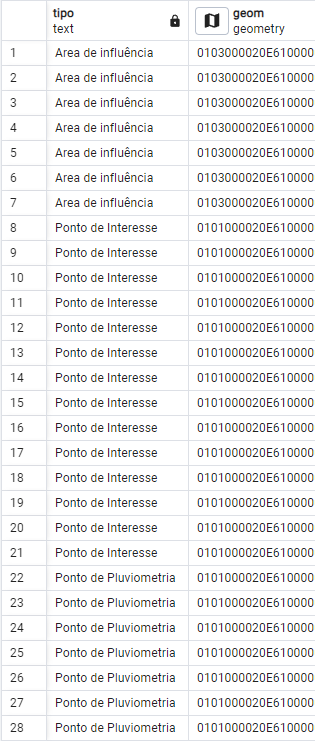 tipo
text
geom
geometry
1 Area de influência 0103000020E610000
2 Area de influência 0103000020E610000
3 Area de influência 0103000020E610000
4 Area de influência 0103000020E610000
5 Area de influência 0103000020E610000
6 Area de influência 0103000020E610000
7 Area de influência 0103000020E610000
8 Ponto de Interesse 0101000020E610000
9 Ponto de Interesse 0101000020E610000
10 Ponto de Interesse 0101000020E610000
11 Ponto de Interesse 0101000020E610000
12 Ponto de Interesse 0101000020E610000
13 Ponto de Interesse 0101000020E610000
14 Ponto de Interesse 0101000020E610000
15 Ponto de Interesse 0101000020E610000
16 Ponto de Interesse 0101000020E610000
17 Ponto de Interesse 0101000020E610000
18 Ponto de Interesse 0101000020E610000
19 Ponto de Interesse 0101000020E610000
20 Ponto de Interesse 0101000020E610000
21 Ponto de Interesse 0101000020E610000
22 Ponto de Pluviometria 0101000020E610000
23 Ponto de Pluviometria 0101000020E610000
24 Ponto de Pluviometria 0101000020E610000
25 Ponto de Pluviometria 0101000020E610000
26 Ponto de Pluviometria 0101000020E610000
27 Ponto de Pluviometria 0101000020E610000
28 Ponto de Pluviometria 0101000020E610000